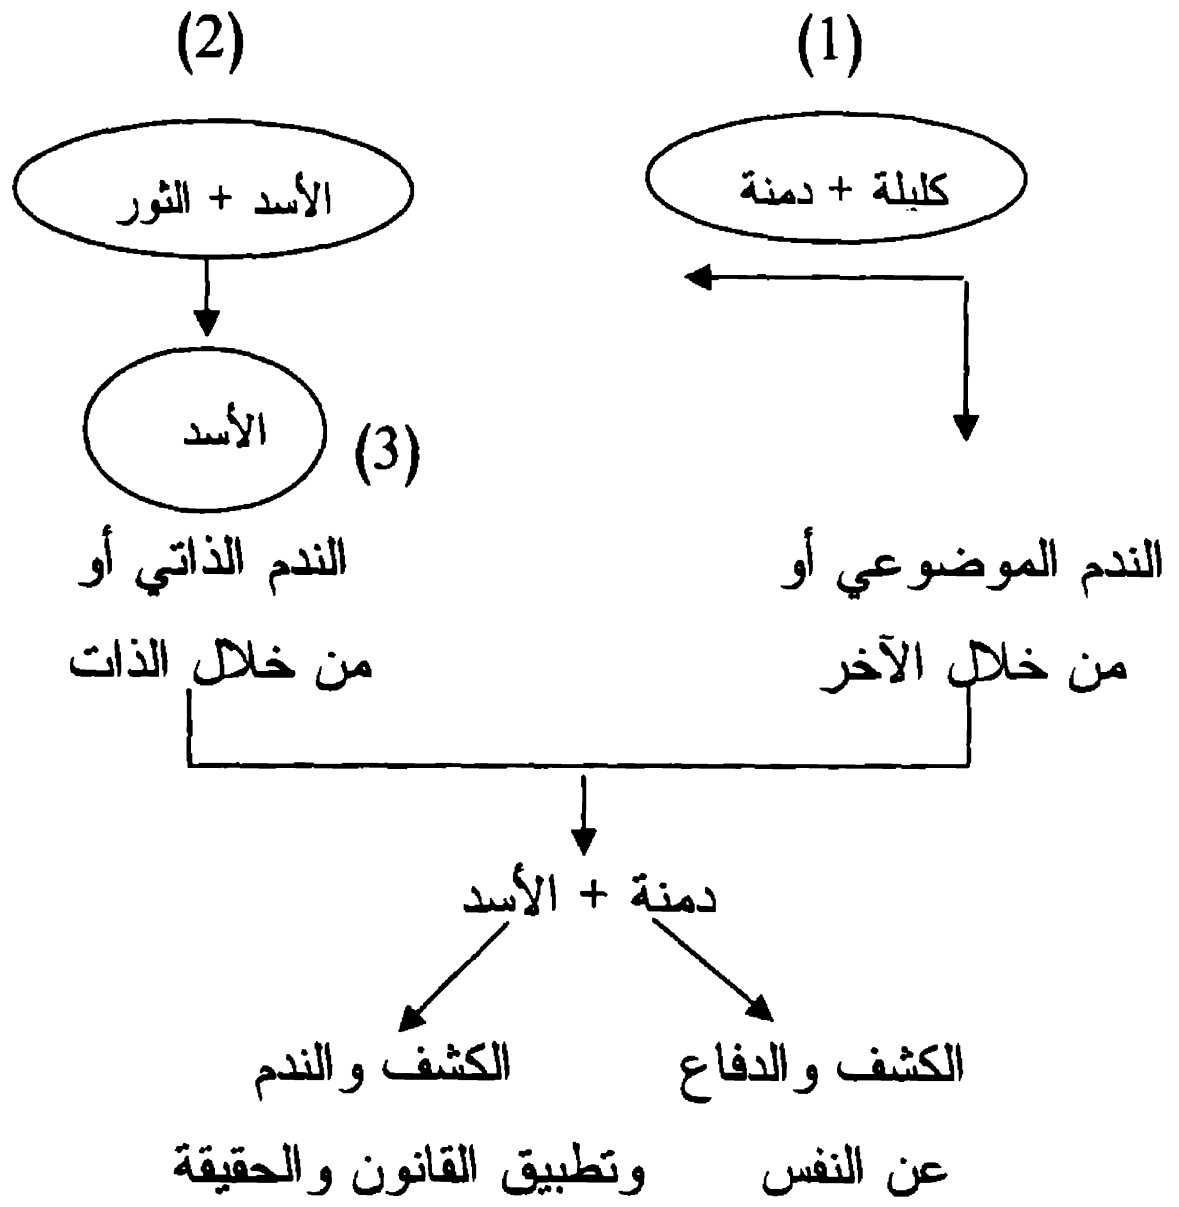 (1)
(2)
كليلة + دمنة
الأسد + الثور
الأسد
(3)
الندم الموضوعي أو
من خلال الآخر
الندم الذاتي أو
من خلال الذات
دمنة + الأسد
الكشف والدفاع
عن النفس
الكشف والندم
وتطبيق القانون والحقيقة